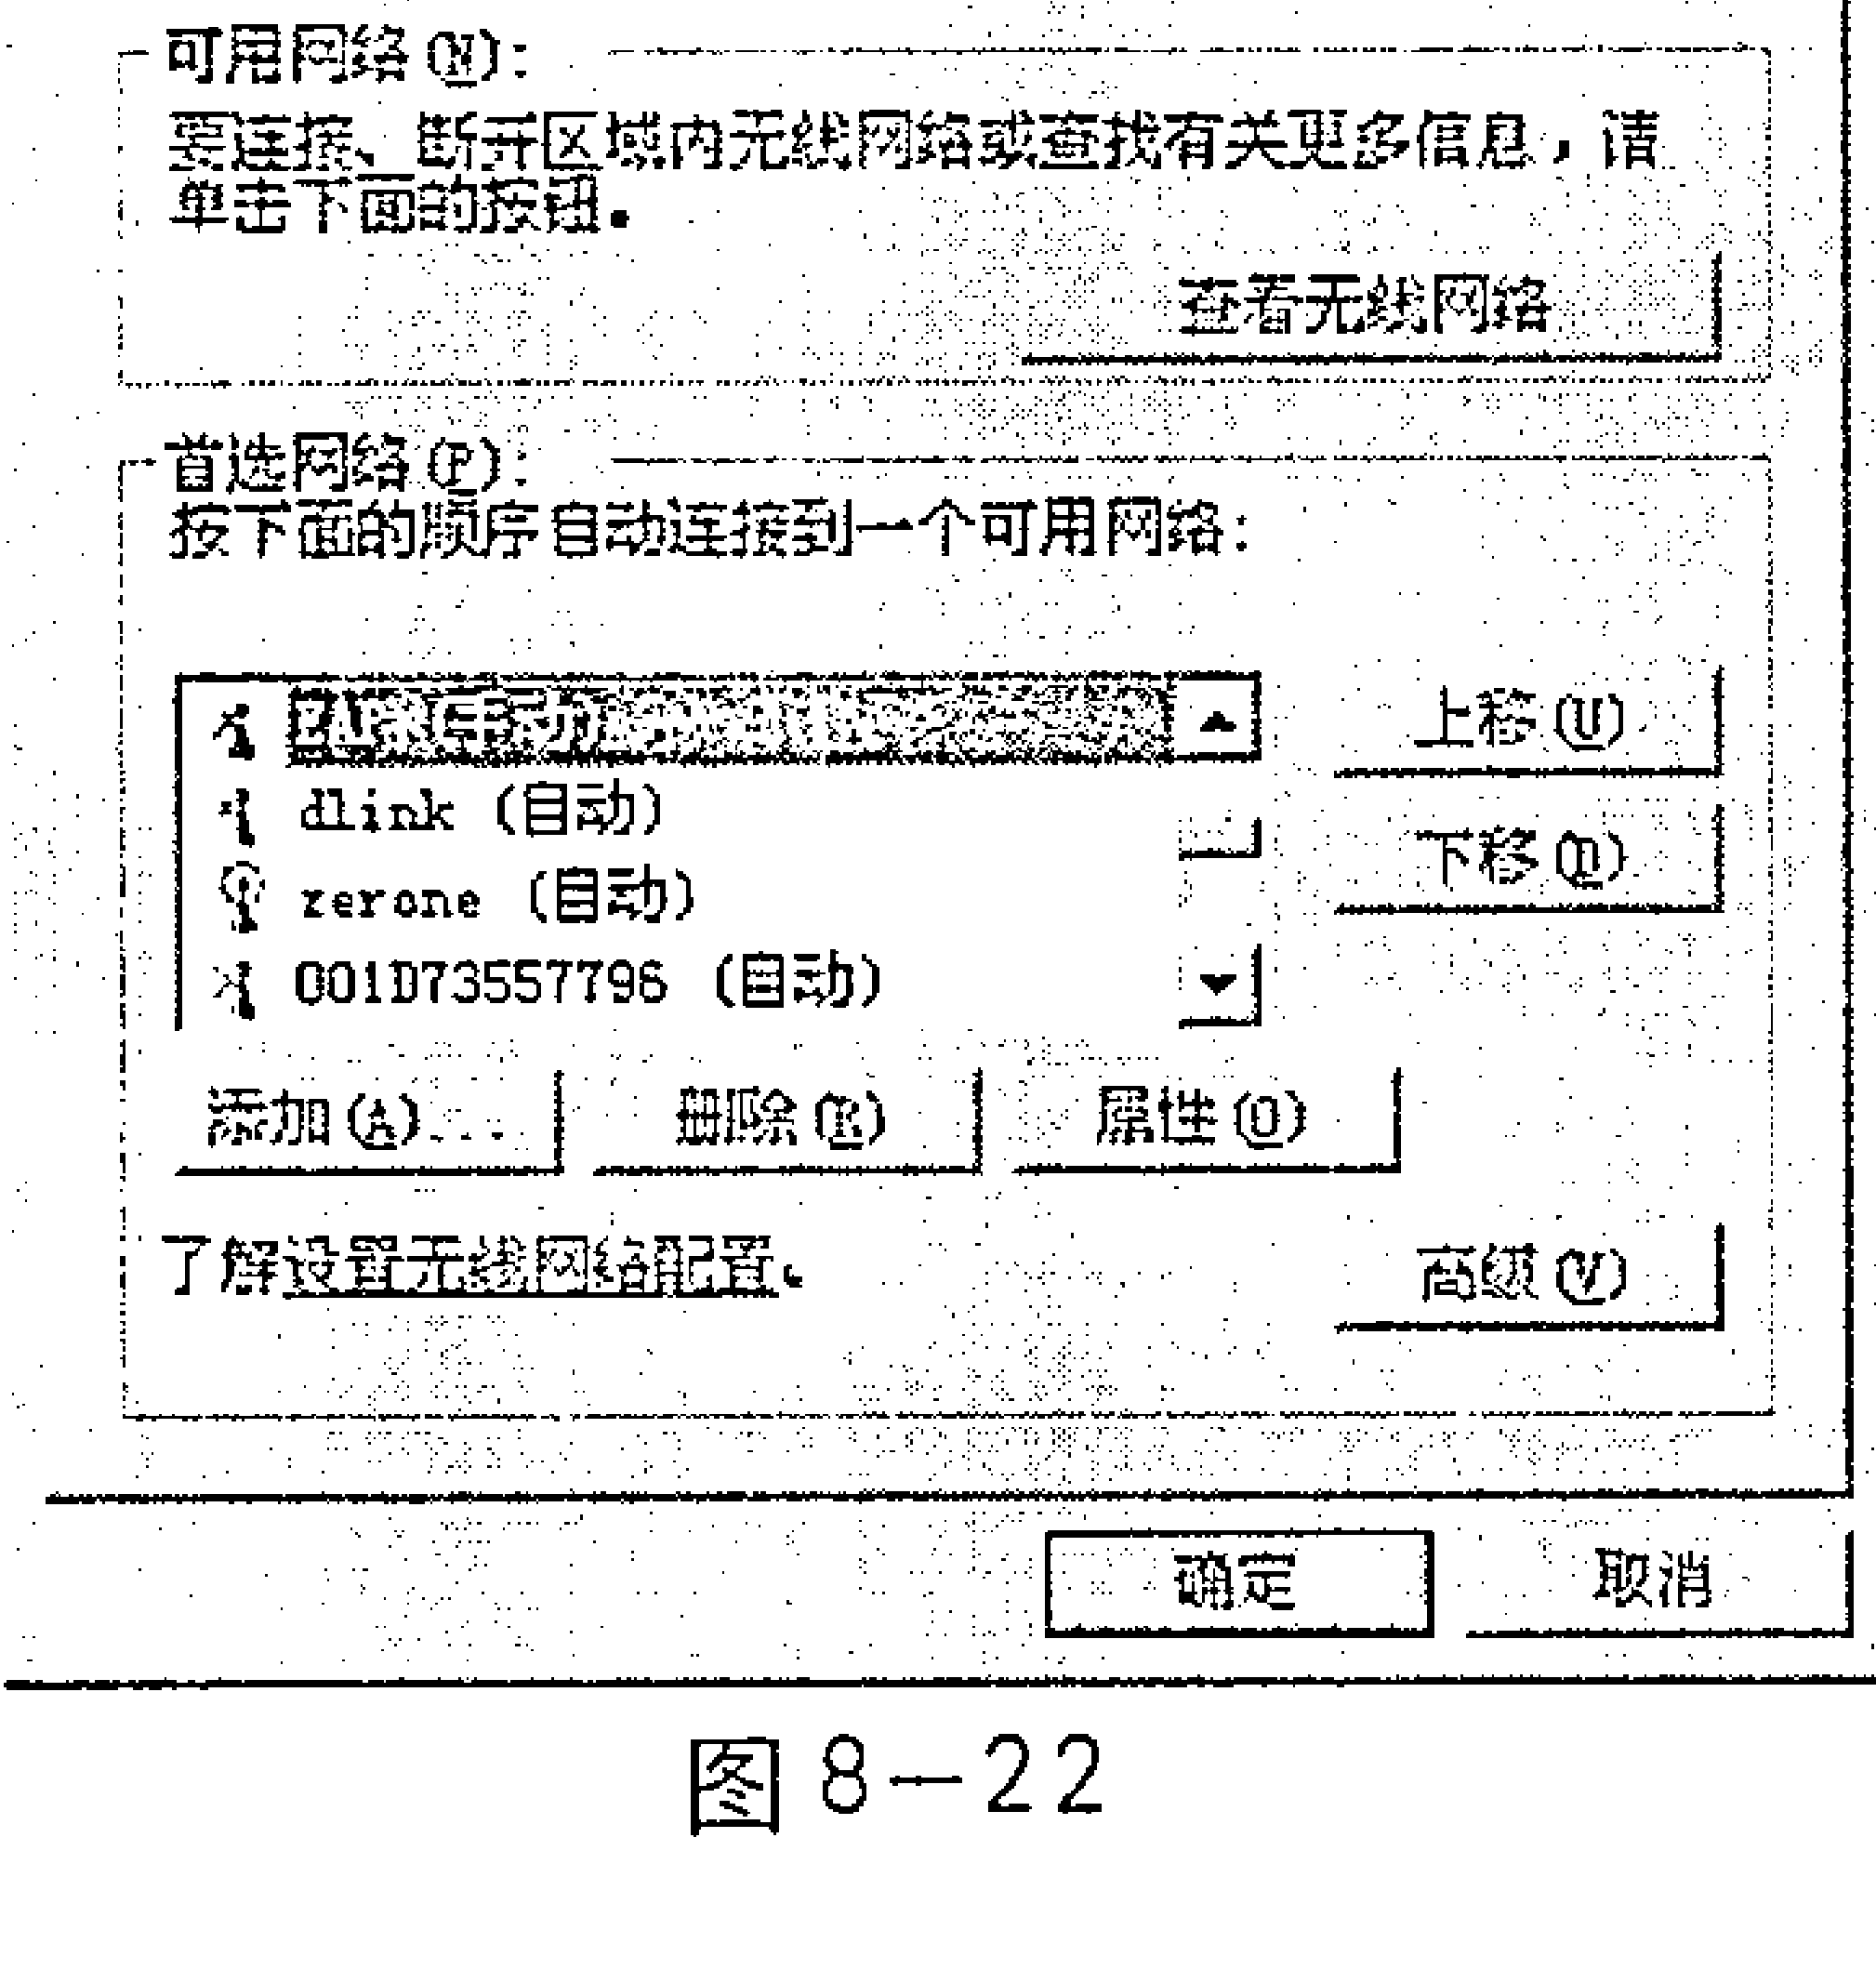 可用网络(N):
要连接、断开区域内无线网络或查找有关更多信息，请
单击下面的按钮。
查看无线网络
首选网络(P):
按下面的顺序自动连接到一个可用网络:
上移(U)
dlink (自动)
下移(D)
zerone (自动)
001D73557796 (自动)
添加(A)...
删除(R)
属性(O)
了解设置无线网络配置。
高级(V)
确定
取消
图 8-22